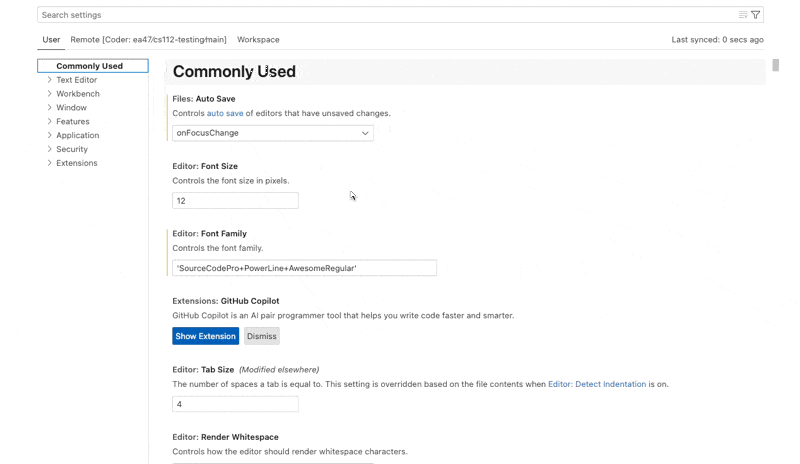 Search settings
User Remote [Coder: ea47/cs112-testing/main] Workspace Last synced: 0 secs ago
Commonly Used
Text Editor
Workbench
Window
Features
Application
Security
Extensions
Commonly Used
Files: Auto Save
Controls auto save of editors that have unsaved changes.
onFocusChange
Editor: Font Size
Controls the font size in pixels.
12
Editor: Font Family
Controls the font family.
'SourceCodePro+PowerLine+AwesomeRegular'
Extensions: GitHub Copilot
GitHub Copilot is an AI pair programmer tool that helps you write code faster and smarter.
Show Extension Dismiss
Editor: Tab Size (Modified elsewhere)
The number of spaces a tab is equal to. This setting is overridden based on the file contents when Editor: Detect Indentation is on.
4
Editor: Render Whitespace
Controls how the editor should render whitespace characters.